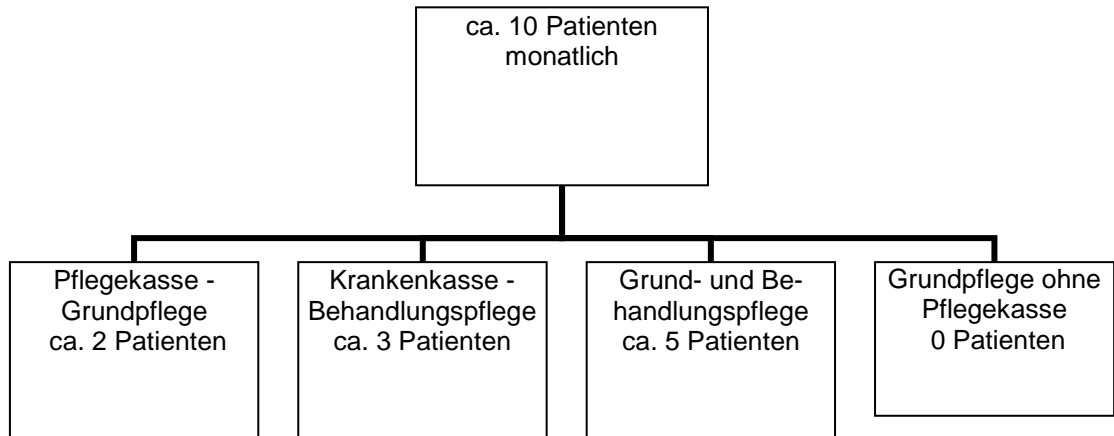 ca. 10 Patienten
monatlich
Pflegekasse -
Grundpflege
ca. 2 Patienten
Krankenkasse -
Behandlungspflege
ca. 3 Patienten
Grund- und Be-
handlungspflege
ca. 5 Patienten
Grundpflege ohne
Pflegekasse
0 Patienten